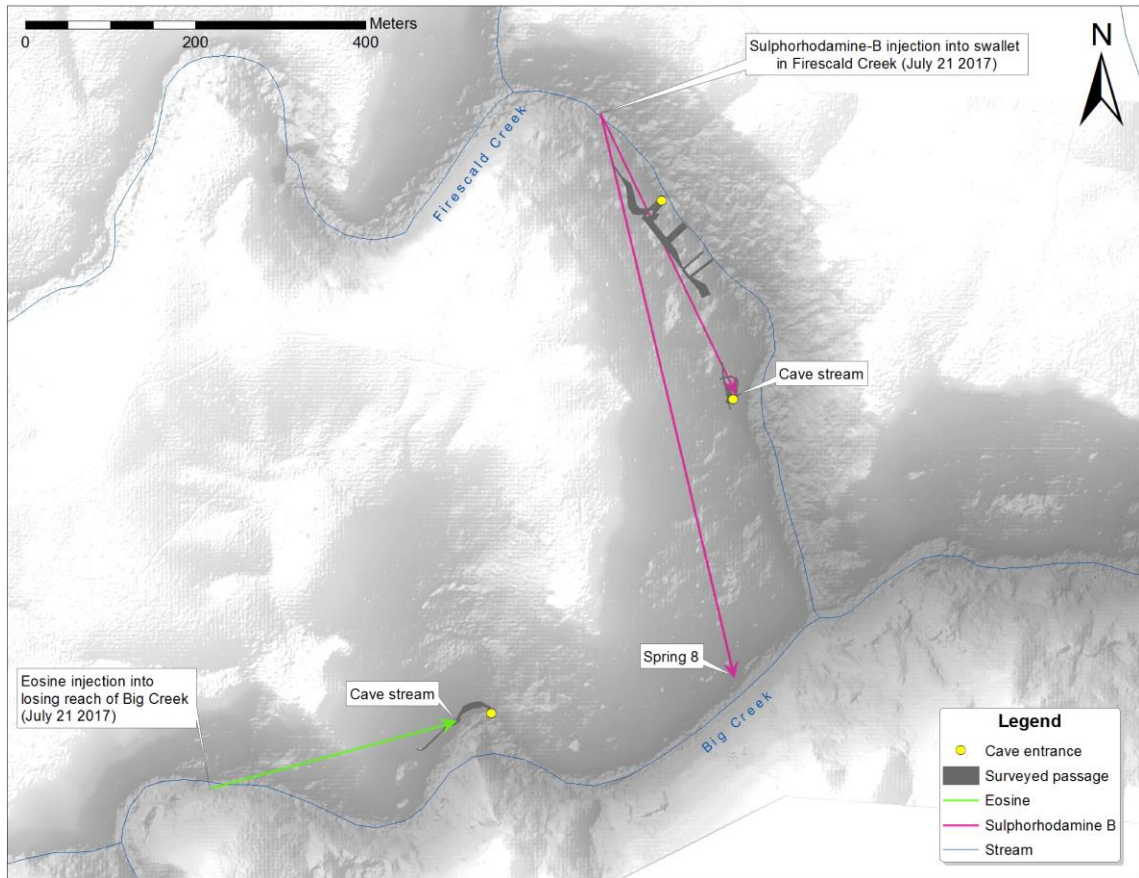 Meters
0 200 400
Sulphorhodamine-B injection into swallet
in Firescald Creek (July 21 2017)
N
Firescald Creek
Cave stream
Spring 8
Eosine injection into
losing reach of Big Creek
(July 21 2017)
Cave stream
Big Creek
Legend
Cave entrance
Surveyed passage
Eosine
Sulphorhodamine B
Stream